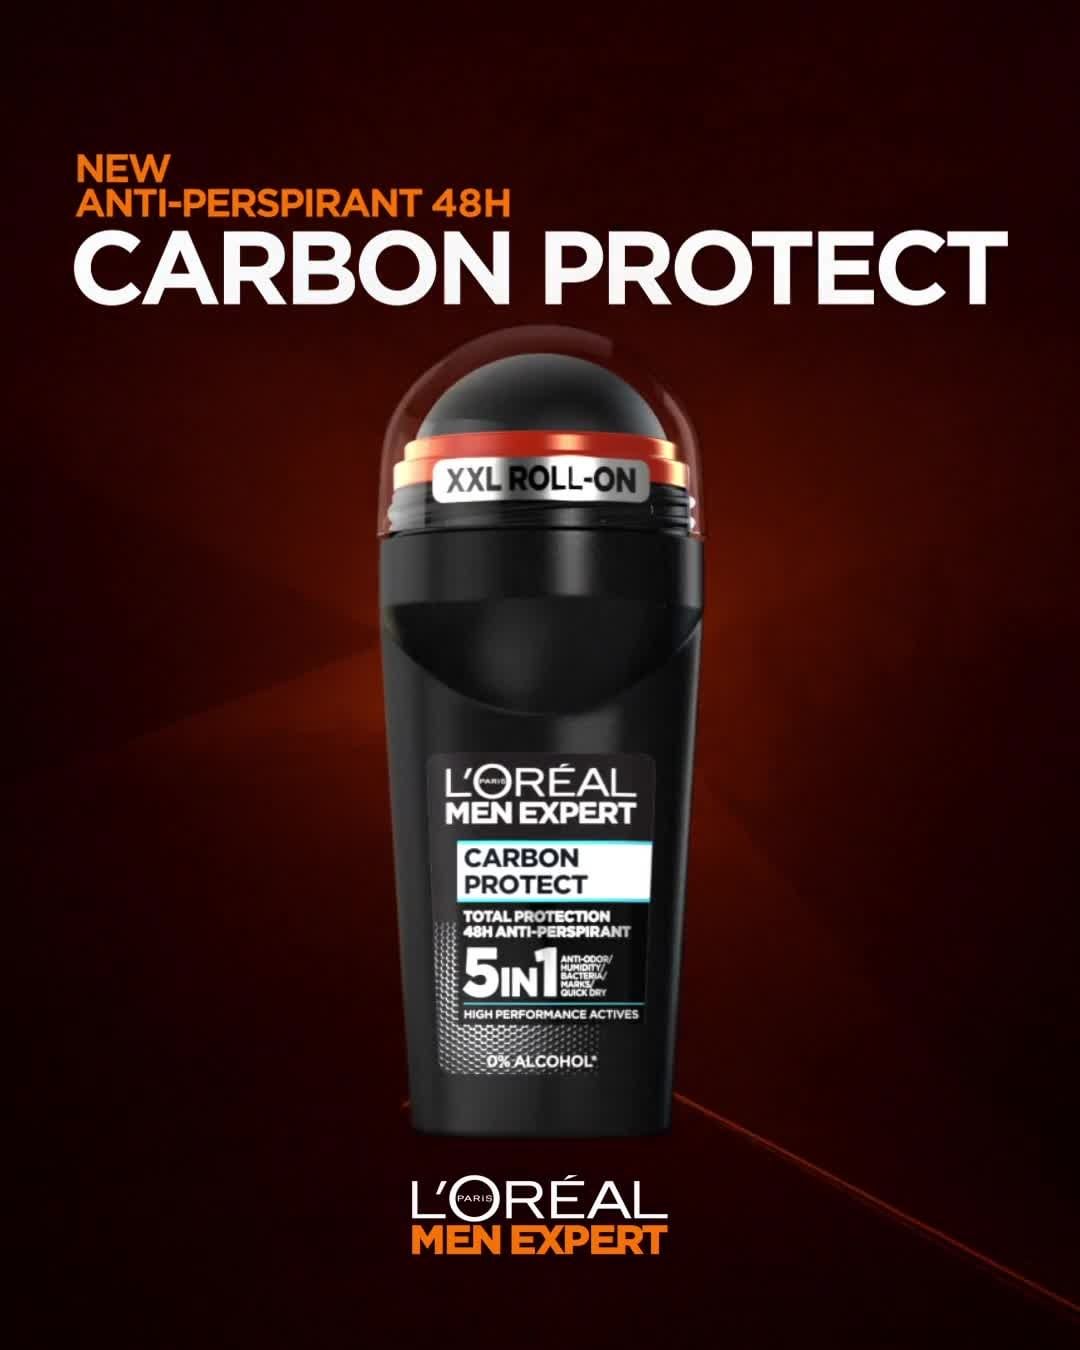 NEW
ANTI-PERSPIRANT 48H
CARBON PROTECT
XXL ROLL-ON
L'ORÉAL
PARIS
MEN EXPERT
CARBON
PROTECT
TOTAL PROTECTION
48H ANTI-PERSPIRANT
5IN1
ANTI-ODOR/
HUMIDITY/
BACTERIA/
MARKS/
QUICK DRY
HIGH PERFORMANCE ACTIVES
0% ALCOHOL*
L'ORÉAL
PARIS
MEN EXPERT